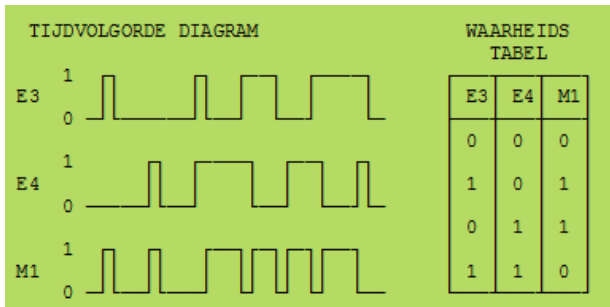 TIJDVOLGORDE DIAGRAM
1
E3
0
1
E4
0
1
M1
0
WAARHEIDS
TABEL
E3 E4 M1
0 0 0
1 0 1
0 1 1
1 1 0